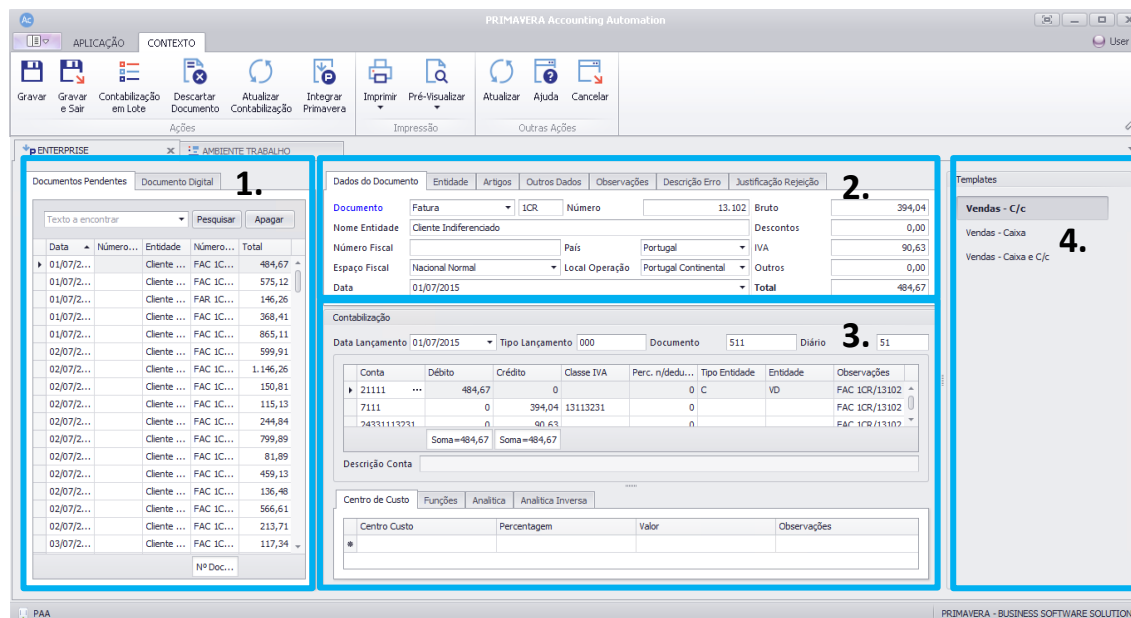 Ac PRIMAVERA Accounting Automation
APLICAÇÃO CONTEXTO User
Gravar Gravar e Sair Contabilização em Lote Descartar Documento Atualizar Contabilização Integrar Primavera Imprimir Pré-Visualizar Atualizar Ajuda Cancelar
Ações Impressão Outras Ações
ENTERPRISE AMBIENTE TRABALHO
Documentos Pendentes Documento Digital 1.
Texto a encontrar Pesquisar Apagar
Data Número... Entidade Número... Total
01/07/2... Cliente ... FAC 1C... 484,67
01/07/2... Cliente ... FAC 1C... 575,12
01/07/2... Cliente ... FAR 1C... 146,26
01/07/2... Cliente ... FAC 1C... 368,41
01/07/2... Cliente ... FAC 1C... 865,11
02/07/2... Cliente ... FAC 1C... 599,91
02/07/2... Cliente ... FAC 1C... 1.146,26
02/07/2... Cliente ... FAC 1C... 150,81
02/07/2... Cliente ... FAC 1C... 115,13
02/07/2... Cliente ... FAC 1C... 244,84
02/07/2... Cliente ... FAC 1C... 799,89
02/07/2... Cliente ... FAC 1C... 81,89
02/07/2... Cliente ... FAC 1C... 459,13
02/07/2... Cliente ... FAC 1C... 136,48
02/07/2... Cliente ... FAC 1C... 566,61
02/07/2... Cliente ... FAC 1C... 213,71
03/07/2... Cliente ... FAC 1C... 117,34
Nº Doc...
Dados do Documento Entidade Artigos Outros Dados Observações Descrição Erro Justificação Rejeição 2.
Documento Fatura 1CR Número 13.102 Bruto 394,04
Nome Entidade Cliente Indiferenciado Descontos 0,00
Número Fiscal País Portugal IVA 90,63
Espaço Fiscal Nacional Normal Local Operação Portugal Continental Outros 0,00
Data 01/07/2015 Total 484,67
Contabilização
Data Lançamento 01/07/2015 Tipo Lançamento 000 Documento 511 Diário 51 3.
Conta Débito Crédito Classe IVA Perc. n/dedu... Tipo Entidade Entidade Observações
21111 ... 484,67 0 0 C VD FAC 1CR/13102
7111 0 394,04 13113231 0 FAC 1CR/13102
24331113231 0 90,63 0 FAC 1CR/13102
Soma=484,67 Soma=484,67
Descrição Conta
Centro de Custo Funções Analítica Analitica Inversa
Centro Custo Percentagem Valor Observações
Templates
Vendas - C/c
Vendas - Caixa 4.
Vendas - Caixa e C/c
PAA PRIMAVERA - BUSINESS SOFTWARE SOLUTION